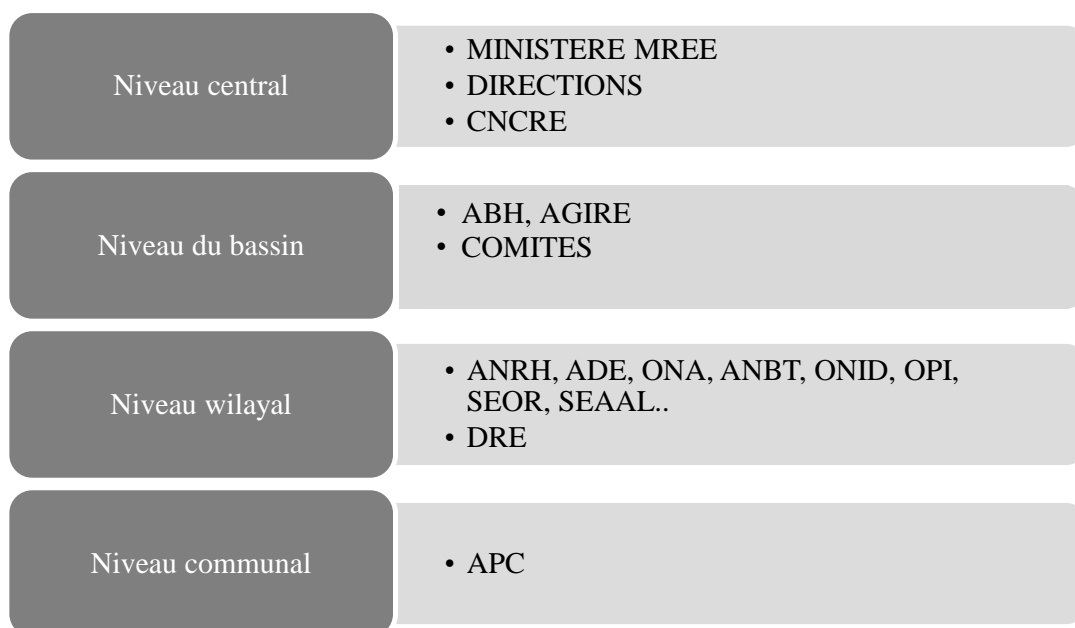 Niveau central
• MINISTERE MREE
• DIRECTIONS
• CNCRE
Niveau du bassin
• ABH, AGIRE
• COMITES
Niveau wilayal
• ANRH, ADE, ONA, ANBT, ONID, OPI,
SEOR, SEAAL..
• DRE
Niveau communal
• APC